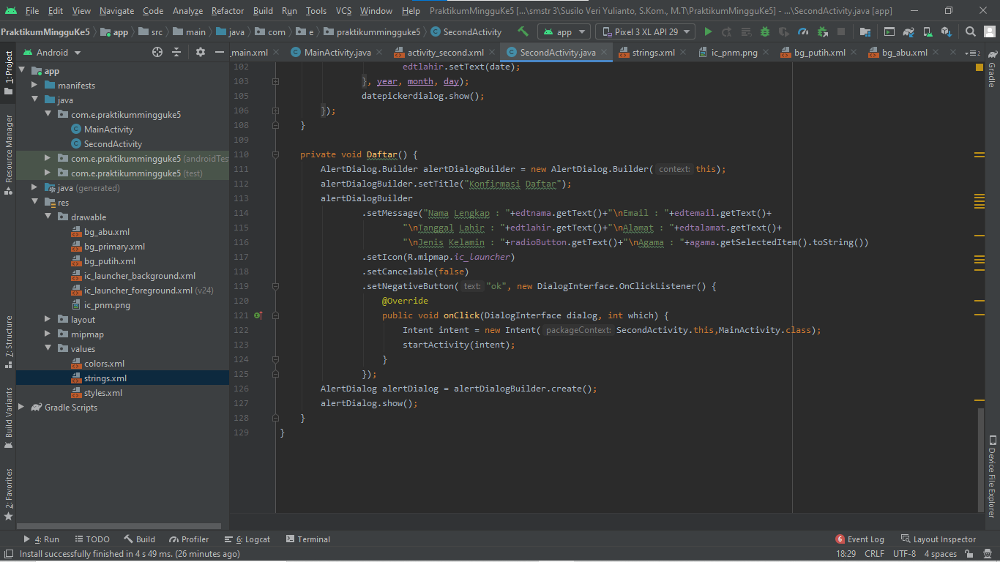 File Edit View Navigate Code Analyze Refactor Build Run Tools VCS Window Help PraktikumMingguKe5 [...\smstr 3\Susilo Veri Yulianto, S.Kom., M.T\PraktikumMingguKe5] - ...\SecondActivity.java [app]
PraktikumMingguKe5 app src main java com e praktikummingguke5 SecondActivity app Pixel 3 XL API 29
Android _main.xml MainActivity.java activity_second.xml SecondActivity.java strings.xml ic_pnm.png bg_putih.xml bg_abu.xml 2
1: Project
Resource Manager
7: Structure
Build Variants
2: Favorites
app
manifests
java
com.e.praktikummingguke5
MainActivity
SecondActivity
com.e.praktikummingguke5 (androidTes
com.e.praktikummingguke5 (test)
java (generated)
res
drawable
bg_abu.xml
bg_primary.xml
bg_putih.xml
ic_launcher_background.xml
ic_launcher_foreground.xml (v24)
ic_pnm.png
layout
mipmap
values
colors.xml
strings.xml
styles.xml
Gradle Scripts
102 edtlahir.setText(date);
103 }, year, month, day);
105 datepickerdialog.show();
106 });
108 }
109
110 private void Daftar() {
111 AlertDialog.Builder alertDialogBuilder = new AlertDialog.Builder( context: this);
112 alertDialogBuilder.setTitle("Konfirmasi Daftar");
113 alertDialogBuilder
114 .setMessage("Nama Lengkap : "+edtnama.getText()+"\nEmail : "+edtemail.getText()+
115 "\nTanggal Lahir : "+edtlahir.getText()+"\nAlamat : "+edtalamat.getText()+
116 "\nJenis Kelamin : "+radioButton.getText()+"\nAgama : "+agama.getSelectedItem().toString())
117 .setIcon(R.mipmap.ic_launcher)
118 .setCancelable(false)
119 .setNegativeButton( text: "ok", new DialogInterface.OnClickListener() {
120 @Override
121 public void onClick(DialogInterface dialog, int which) {
122 Intent intent = new Intent( packageContext: SecondActivity.this,MainActivity.class);
123 startActivity(intent);
124 }
125 });
126 AlertDialog alertDialog = alertDialogBuilder.create();
127 alertDialog.show();
128 }
129 }
Gradle
Device File Explorer
4: Run TODO Build Profiler 6: Logcat Terminal 6 Event Log Layout Inspector
Install successfully finished in 4 s 49 ms. (26 minutes ago) 18:29 CRLF UTF-8 4 spaces